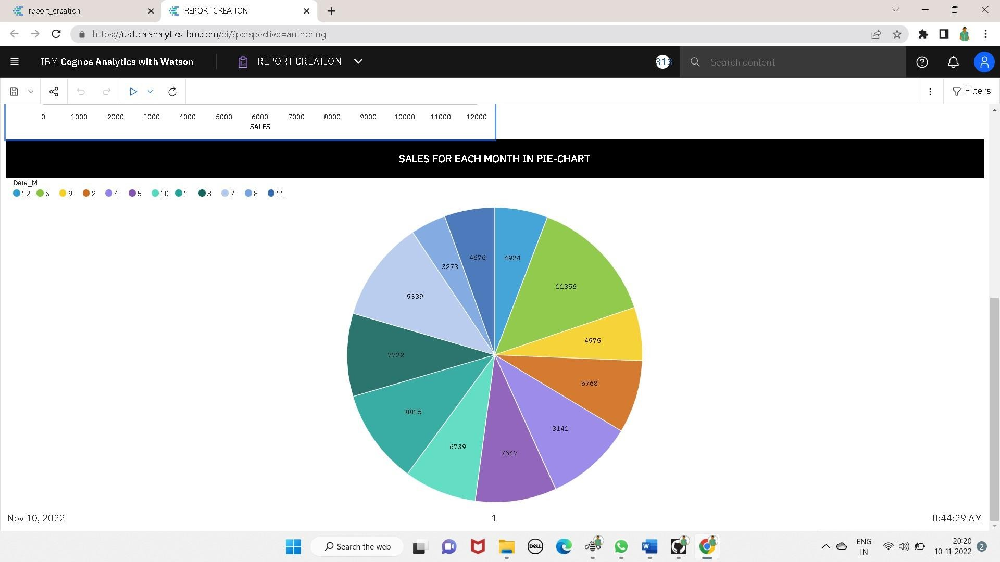 report_creation
REPORT CREATION
https://us1.ca.analytics.ibm.com/bi/?perspective=authoring
IBM Cognos Analytics with Watson
REPORT CREATION
313
Search content
Filters
0 1000 2000 3000 4000 5000 6000 7000 8000 9000 10000 11000 12000
SALES
SALES FOR EACH MONTH IN PIE-CHART
Data_M
12 6 9 2 4 5 10 1 3 7 8 11
4676
4924
3278
11856
9389
4975
7722
6768
8815
8141
6739
7547
Nov 10, 2022
1
8:44:29 AM
Search the web
DELL
W
ENG
IN
20:20
10-11-2022
2